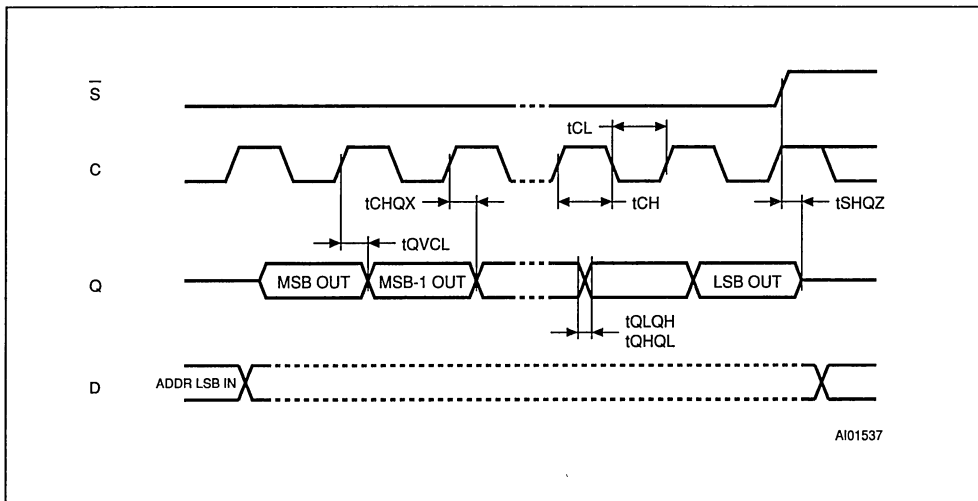 S
tCL
C
tCHQX
tCH
tSHQZ
tQVCL
Q
MSB OUT
MSB-1 OUT
LSB OUT
tQLQH
tQHQL
D
ADDR LSB IN
AI01537